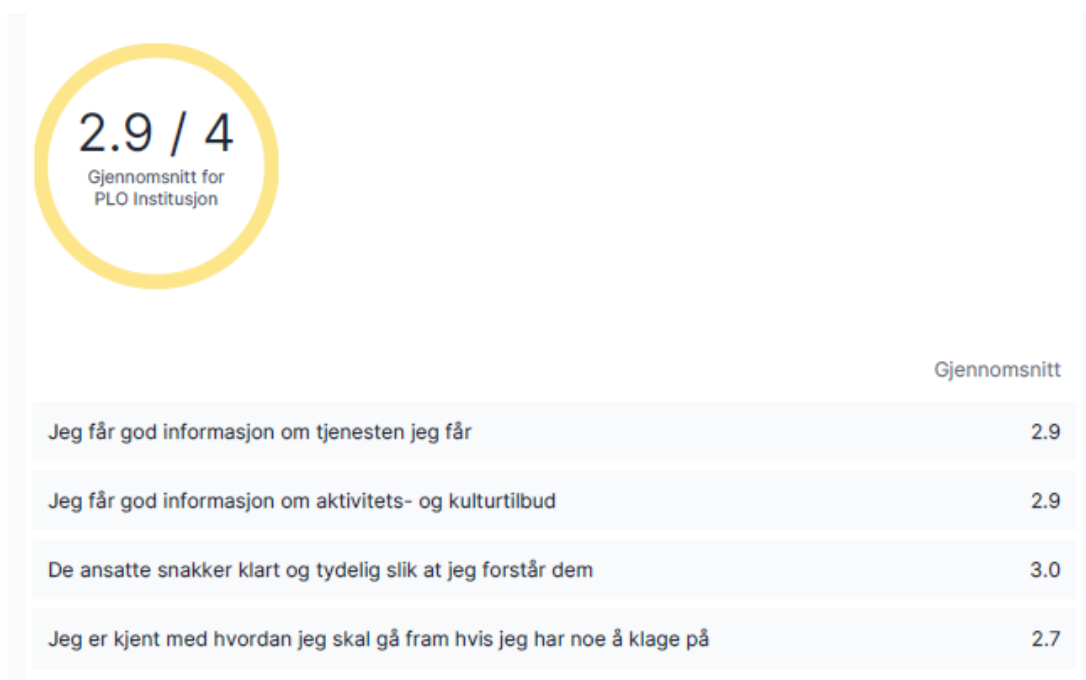 2.9 / 4
Gjennomsnitt for
PLO Institusjon
Gjennomsnitt
Jeg får god informasjon om tjenesten jeg får 2.9
Jeg får god informasjon om aktivitets- og kulturtilbud 2.9
De ansatte snakker klart og tydelig slik at jeg forstår dem 3.0
Jeg er kjent med hvordan jeg skal gå fram hvis jeg har noe å klage på 2.7